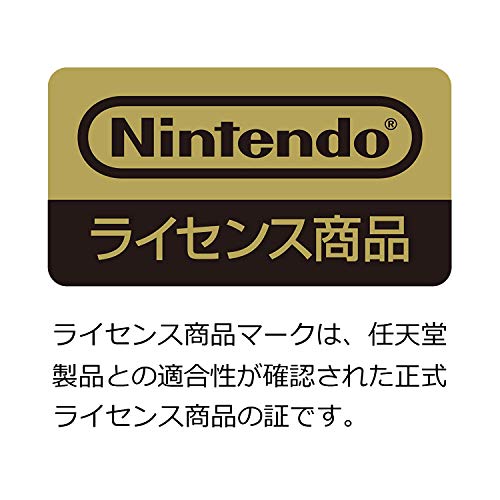 Nintendo®
ライセンス商品
ライセンス商品マークは、任天堂
製品との適合性が確認された正式
ライセンス商品の証です。